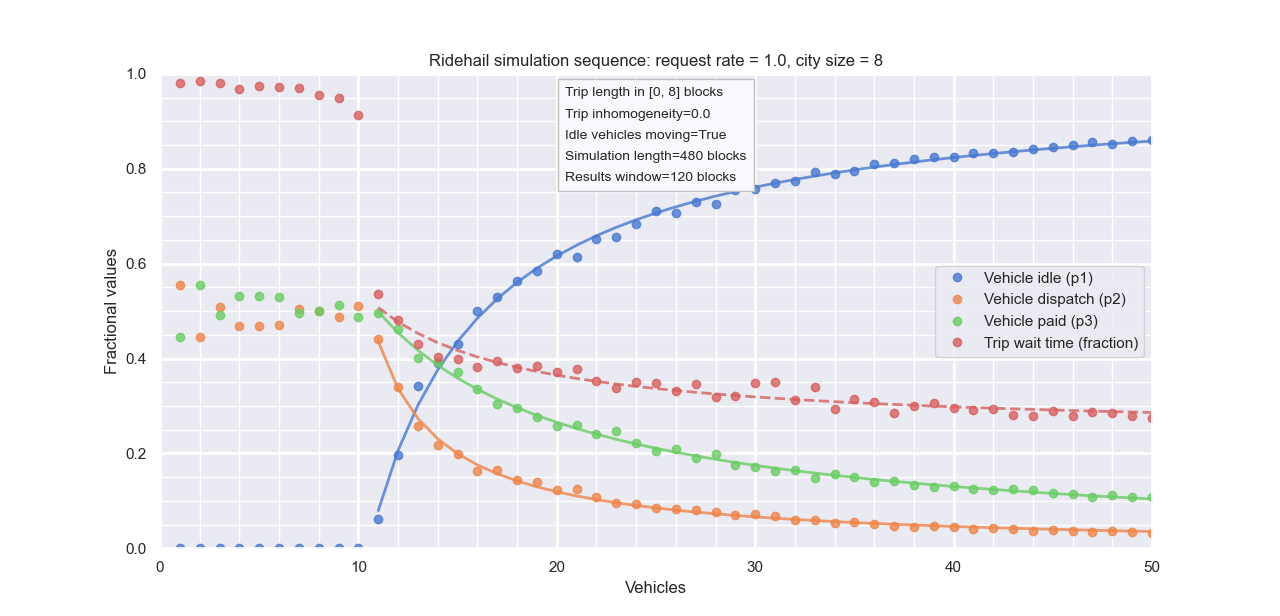 Ridehail simulation sequence: request rate = 1.0, city size = 8
Trip length in [0, 8] blocks
Trip inhomogeneity=0.0
Idle vehicles moving=True
Simulation length=480 blocks
Results window=120 blocks
Fractional values
1.0
0.8
0.6
0.4
0.2
0.0
Vehicle idle (p1)
Vehicle dispatch (p2)
Vehicle paid (p3)
Trip wait time (fraction)
0 10 20 30 40 50
Vehicles